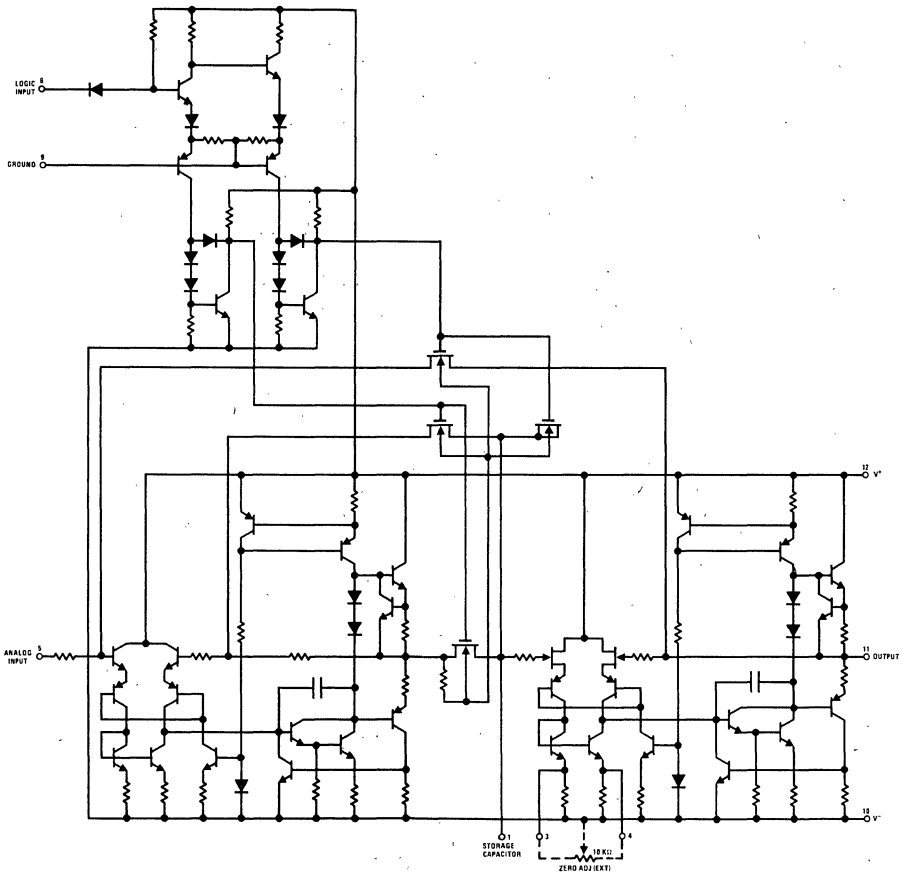 LOGIC 8
INPUT
GROUND 9
12
V+
ANALOG 5
INPUT
11
OUTPUT
10
V-
1
STORAGE
CAPACITOR
3
4
10 KΩ
ZERO ADJ (EXT)